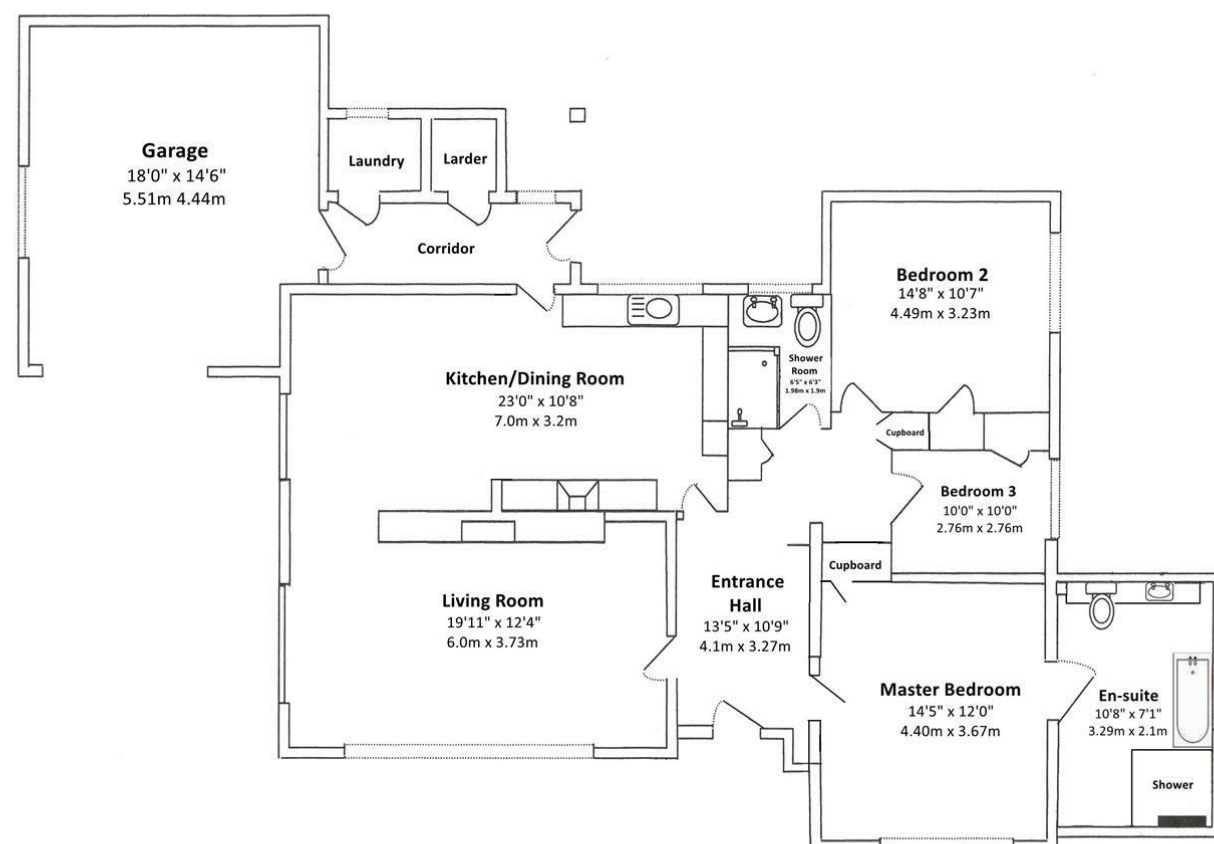 Garage
18'0" x 14'6"
5.51m 4.44m
Laundry
Larder
Corridor
Bedroom 2
14'8" x 10'7"
4.49m x 3.23m
Kitchen/Dining Room
23'0" x 10'8"
7.0m x 3.2m
Shower
Room
6'5" x 6'3"
1.98m x 1.9m
Cupboard
Bedroom 3
10'0" x 10'0"
2.76m x 2.76m
Cupboard
Living Room
19'11" x 12'4"
6.0m x 3.73m
Entrance
Hall
13'5" x 10'9"
4.1m x 3.27m
Master Bedroom
14'5" x 12'0"
4.40m x 3.67m
En-suite
10'8" x 7'1"
3.29m x 2.1m
Shower